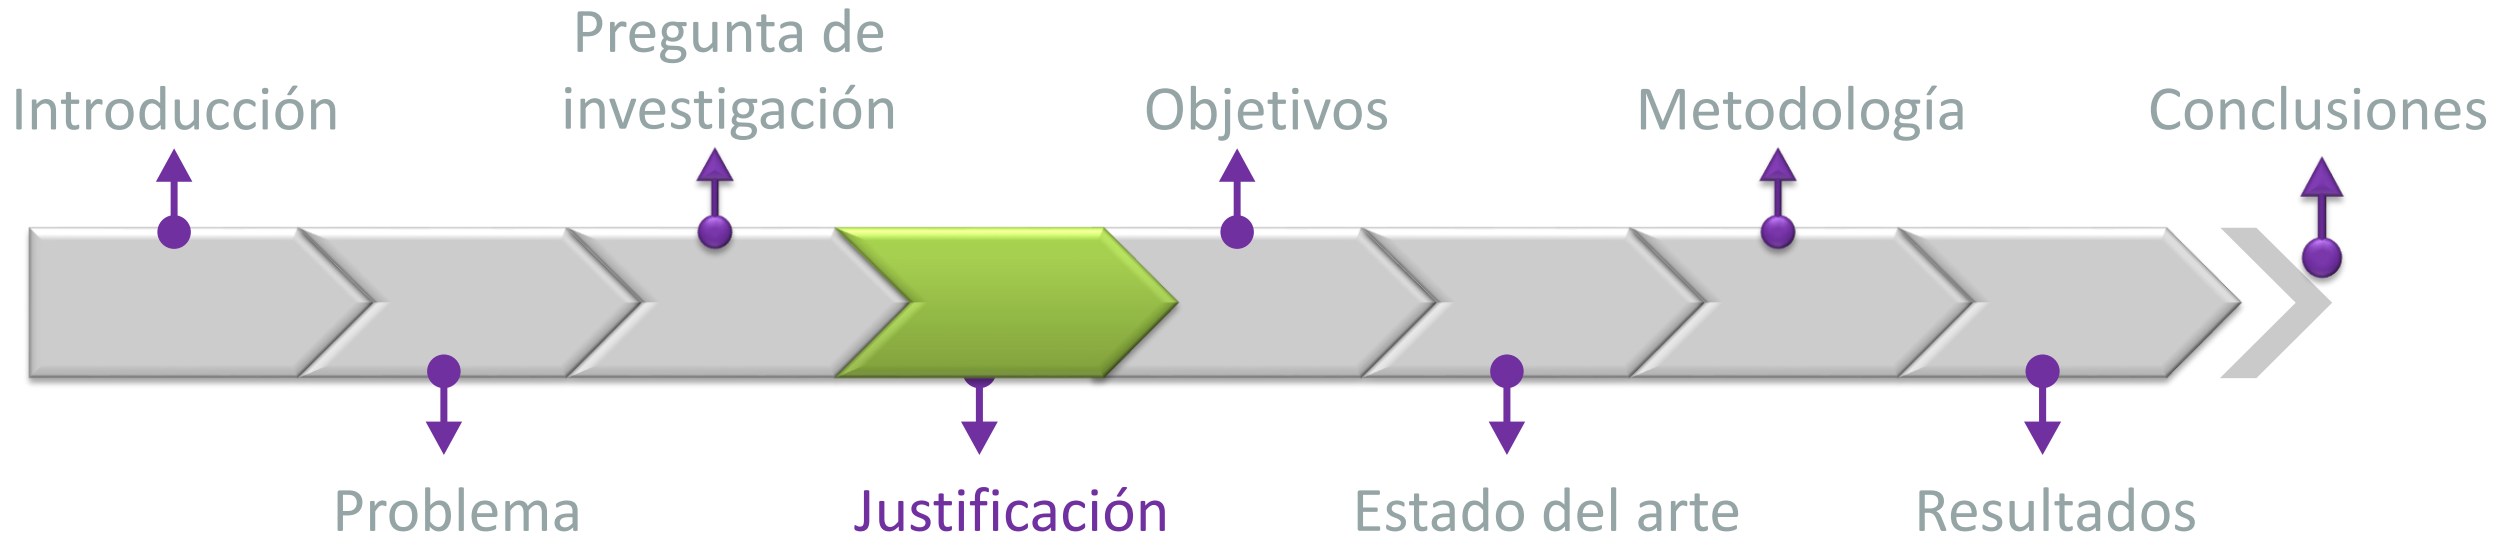 Introducción
Problema
Pregunta de
investigación
Justificación
Objetivos
Estado del arte
Metodología
Resultados
Conclusiones